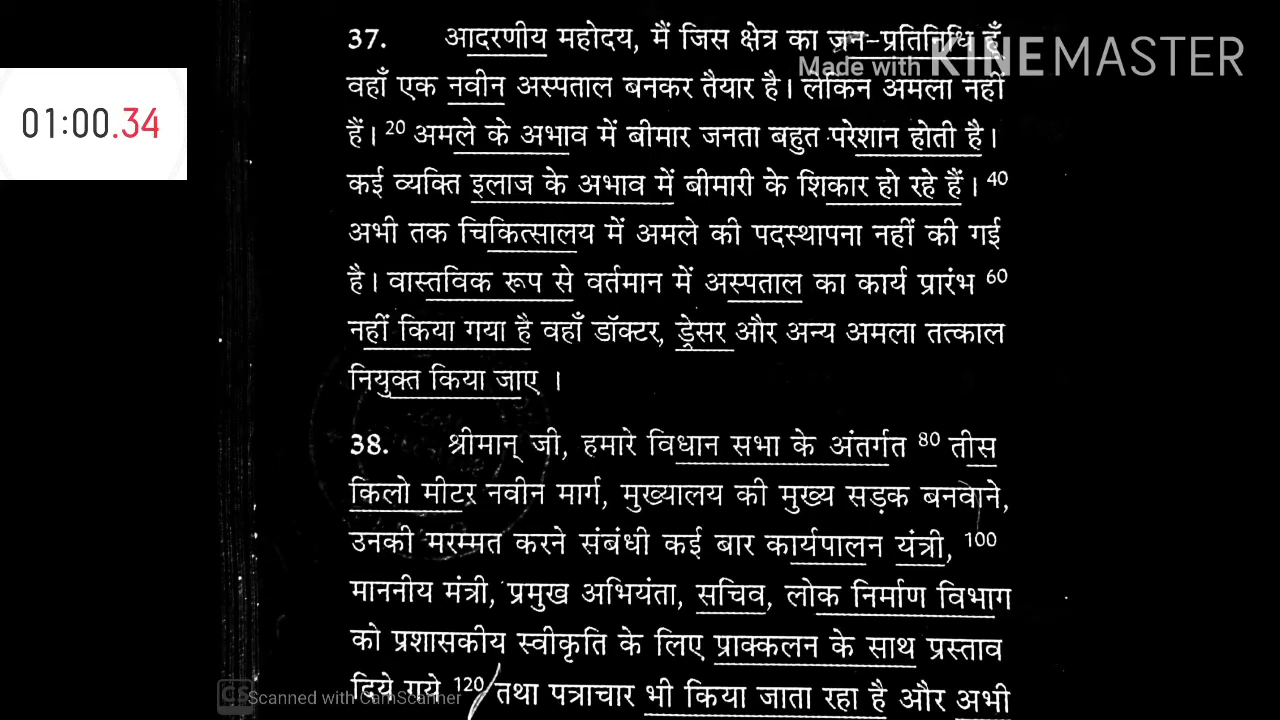 37. आदरणीय महोदय, मैं जिस क्षेत्र का जन-प्रतिनिधि हूँ
Made with KINEMASTER
वहाँ एक नवीन अस्पताल बनकर तैयार है। लेकिन अमला नहीं
01:00.34
हैं। 20 अमले के अभाव में बीमार जनता बहुत परेशान होती है।
कई व्यक्ति इलाज के अभाव में बीमारी के शिकार हो रहे हैं। 40
अभी तक चिकित्सालय में अमले की पदस्थापना नहीं की गई
है। वास्तविक रूप से वर्तमान में अस्पताल का कार्य प्रारंभ 60
नहीं किया गया है वहाँ डॉक्टर, ड्रेसर और अन्य अमला तत्काल
नियुक्त किया जाए ।
38. श्रीमान् जी, हमारे विधान सभा के अंतर्गत 80 तीस
किलो मीटर नवीन मार्ग, मुख्यालय की मुख्य सड़क बनवाने,
उनकी मरम्मत करने संबंधी कई बार कार्यपालन यंत्री, 100
माननीय मंत्री, प्रमुख अभियंता, सचिव, लोक निर्माण विभाग
को प्रशासकीय स्वीकृति के लिए प्राक्कलन के साथ प्रस्ताव
दिये गये 120 तथा पत्राचार भी किया जाता रहा है और अभी
CS Scanned with CamScanner